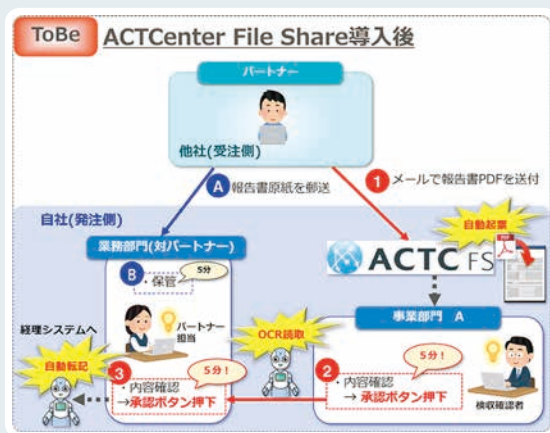 ToBe
ACTCenter File Share導入後
パートナー
他社(受注側)
A 報告書原紙を郵送
1 メールで報告書PDFを送付
自社(発注側)
業務部門(対パートナー)
B ・保管
5分
パートナー
担当
自動起票
PDF
ACTC FS
事業部門 A
5分!
2 ・内容確認
→ 承認ボタン押下
検収確認者
OCR読取
5分!
3 ・内容確認
→承認ボタン押下
経理システムへ
自動転記